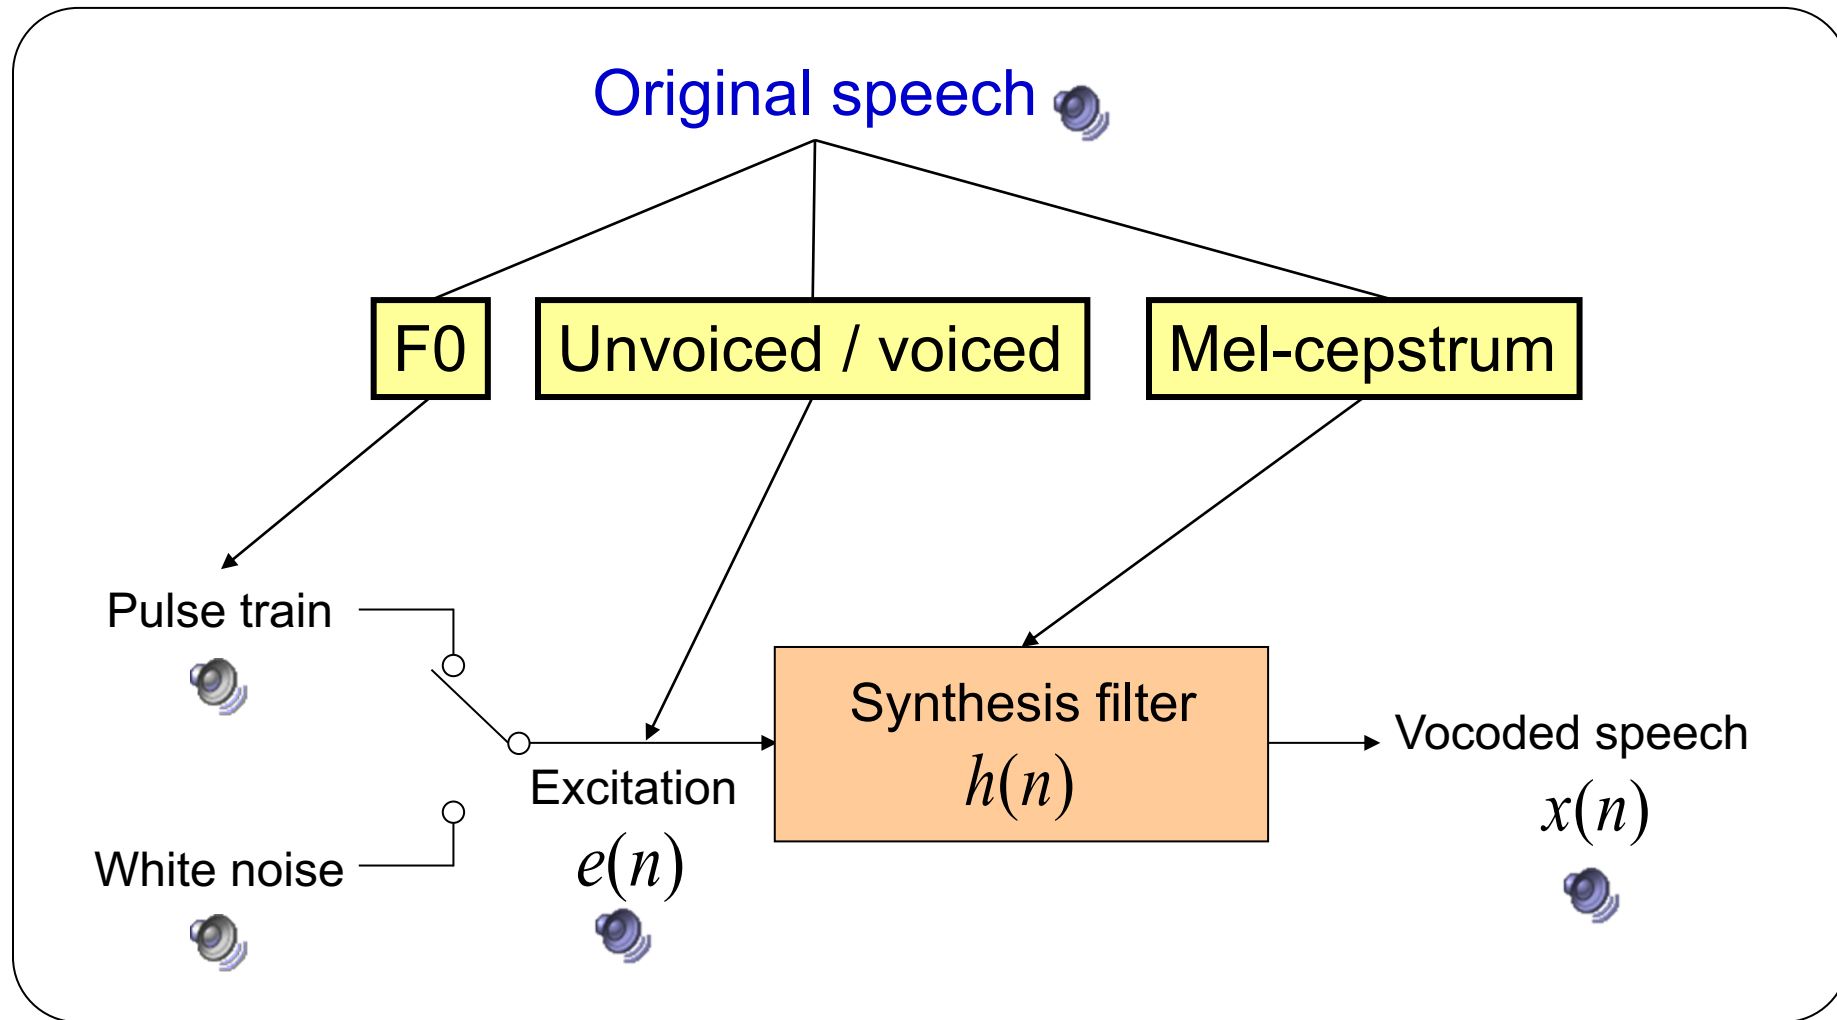 Original speech
F0
Unvoiced / voiced
Mel-cepstrum
Pulse train
White noise
Excitation
e(n)
Synthesis filter
h(n)
Vocoded speech
x(n)